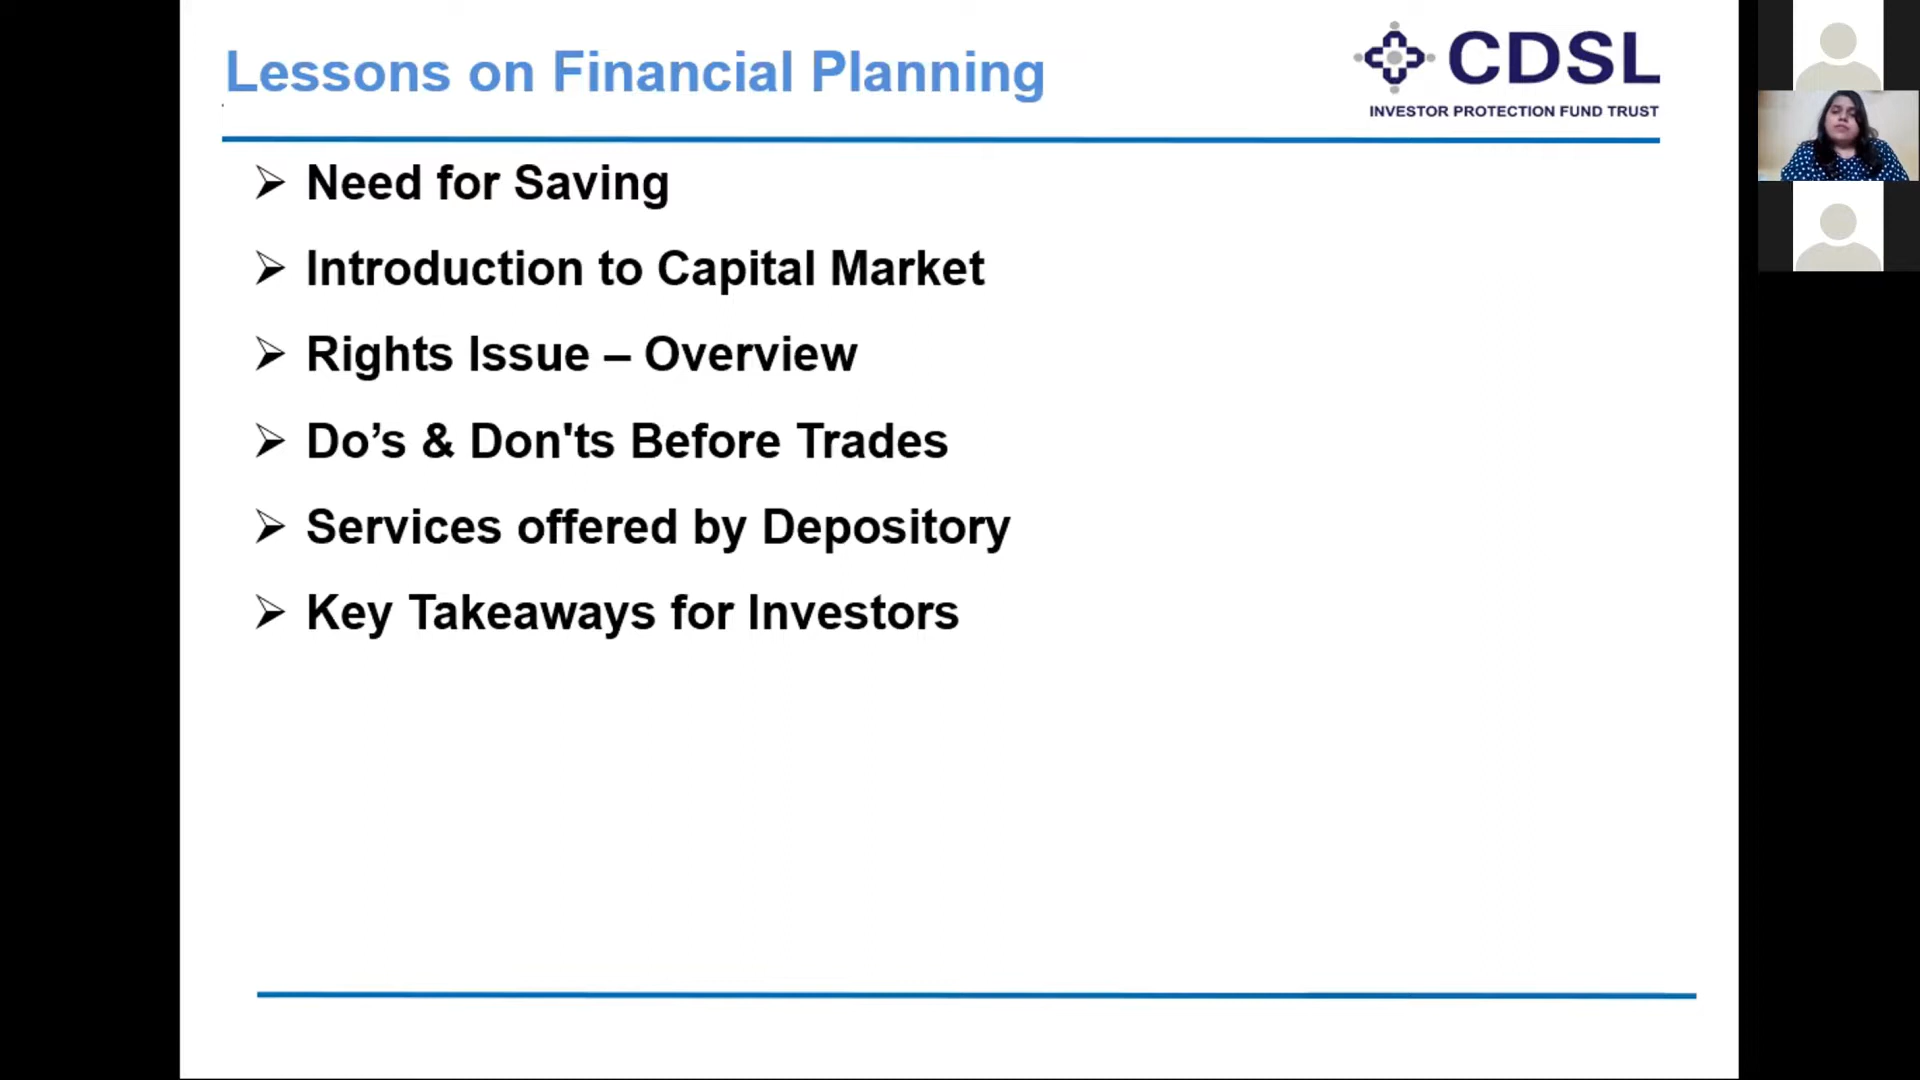 Lessons on Financial Planning
CDSL
INVESTOR PROTECTION FUND TRUST
Need for Saving
Introduction to Capital Market
Rights Issue – Overview
Do’s & Don'ts Before Trades
Services offered by Depository
Key Takeaways for Investors